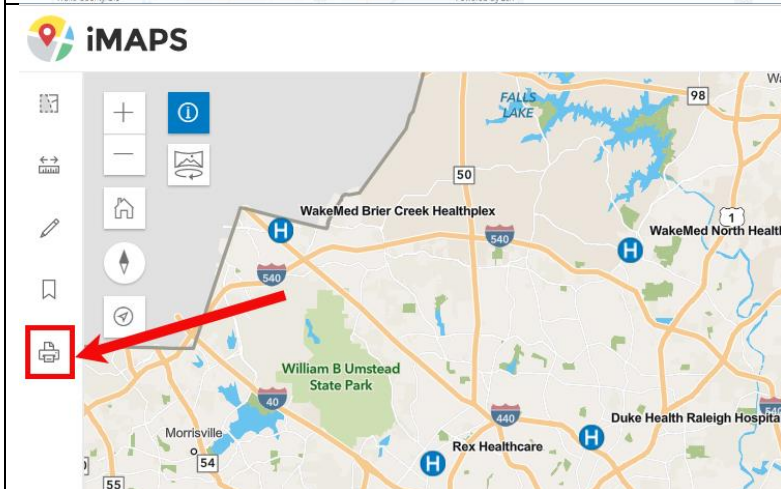 iMAPS
FALLS
LAKE
98
50
WakeMed Brier Creek Healthplex
H
1
WakeMed North Healt
540
H
540
William B Umstead
State Park
40
440
Duke Health Raleigh Hospita
540
Morrisville
H
Rex Healthcare
54
H
55